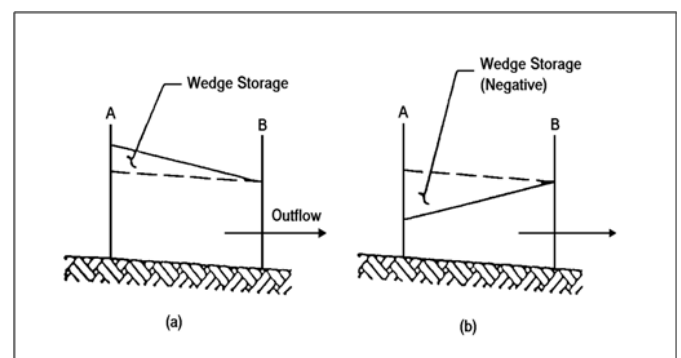 Wedge Storage
A
B
Outflow
(a)
Wedge Storage
(Negative)
A
B
(b)